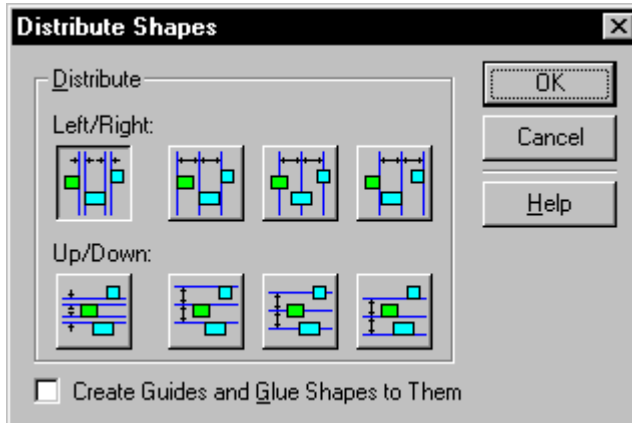 Distribute Shapes
Distribute
OK
Left/Right:
Cancel
Help
Up/Down:
Create Guides and Glue Shapes to Them